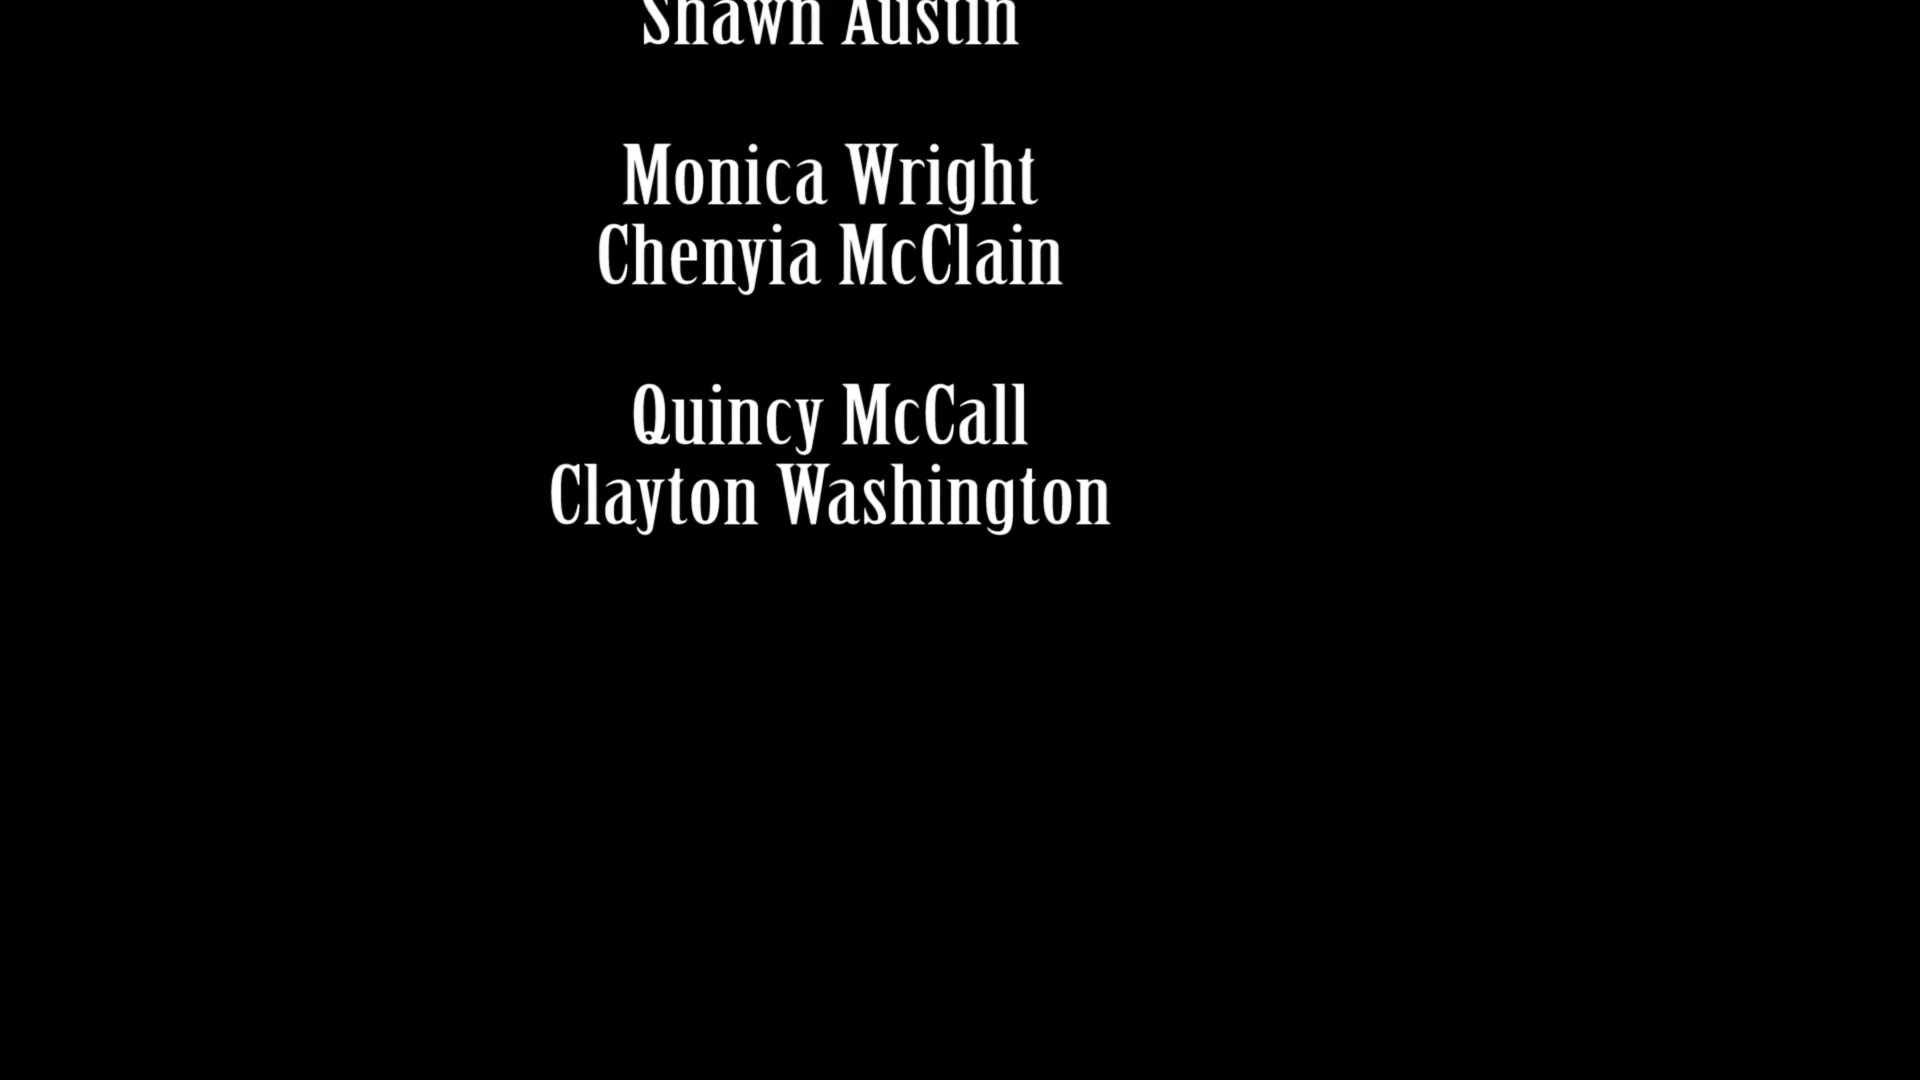 Shawn Austin
Monica Wright
Chenyia McClain
Quincy McCall
Clayton Washington